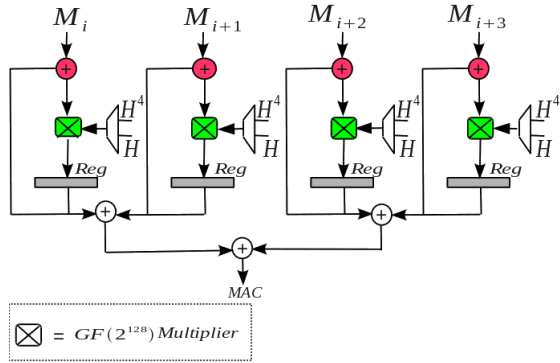 M_i M_{i+1} M_{i+2} M_{i+3}
+ + + +
H^4 H^4 H^4 H^4
H H H H
Reg Reg Reg Reg
+ +
+
MAC
= GF(2^{128}) Multiplier